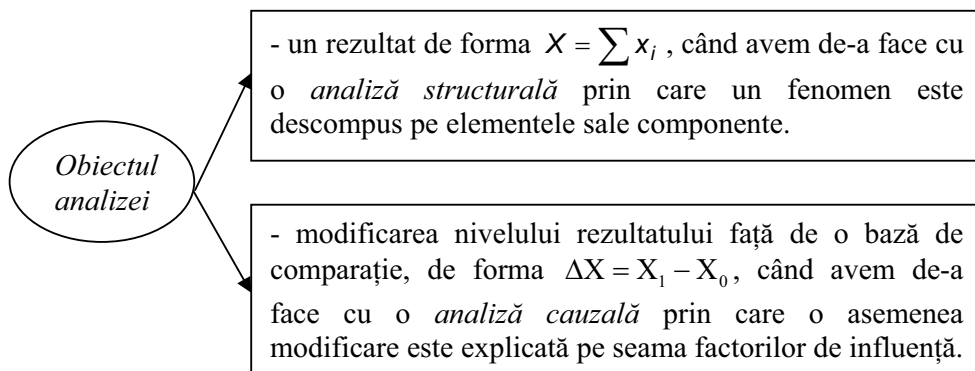 Obiectul
analizei
- un rezultat de forma X = ∑ xᵢ , când avem de-a face cu
o analiză structurală prin care un fenomen este
descompus pe elementele sale componente.
- modificarea nivelului rezultatului față de o bază de
comparație, de forma ΔX = X₁ − X₀, când avem de-a
face cu o analiză cauzală prin care o asemenea
modificare este explicată pe seama factorilor de influență.